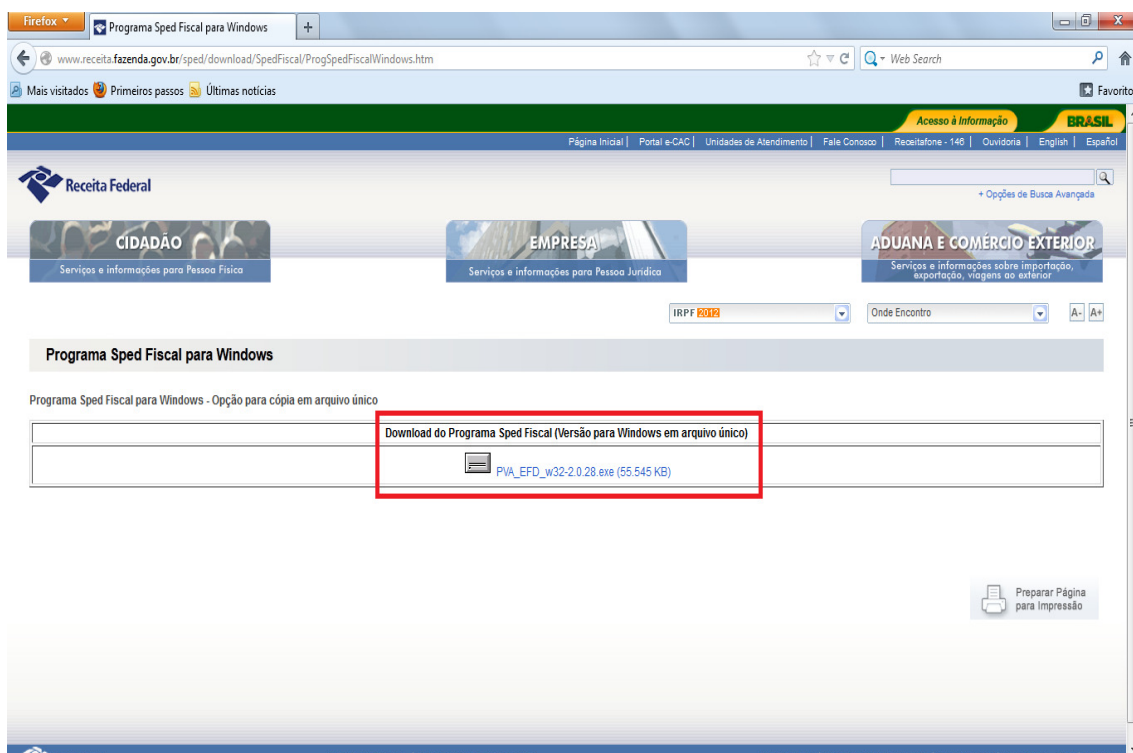 Firefox
Programa Sped Fiscal para Windows
+
www.receita.fazenda.gov.br/sped/download/SpedFiscal/ProgSpedFiscalWindows.htm
Web Search
Mais visitados
Primeiros passos
Últimas notícias
Favorito
Acesso à Informação
BRASIL
Página Inicial | Portal e-CAC | Unidades de Atendimento | Fale Conosco | Receitafone - 146 | Ouvidoria | English | Español
Receita Federal
+ Opções de Busca Avançada
CIDADÃO
Serviços e informações para Pessoa Física
EMPRESA
Serviços e informações para Pessoa Jurídica
ADUANA E COMÉRCIO EXTERIOR
Serviços e informações sobre importação,
exportação, viagens ao exterior
IRPF 2012
Onde Encontro
A- A+
Programa Sped Fiscal para Windows
Programa Sped Fiscal para Windows - Opção para cópia em arquivo único
Download do Programa Sped Fiscal (Versão para Windows em arquivo único)
PVA_EFD_w32-2.0.28.exe (55.545 KB)
Preparar Página
para Impressão